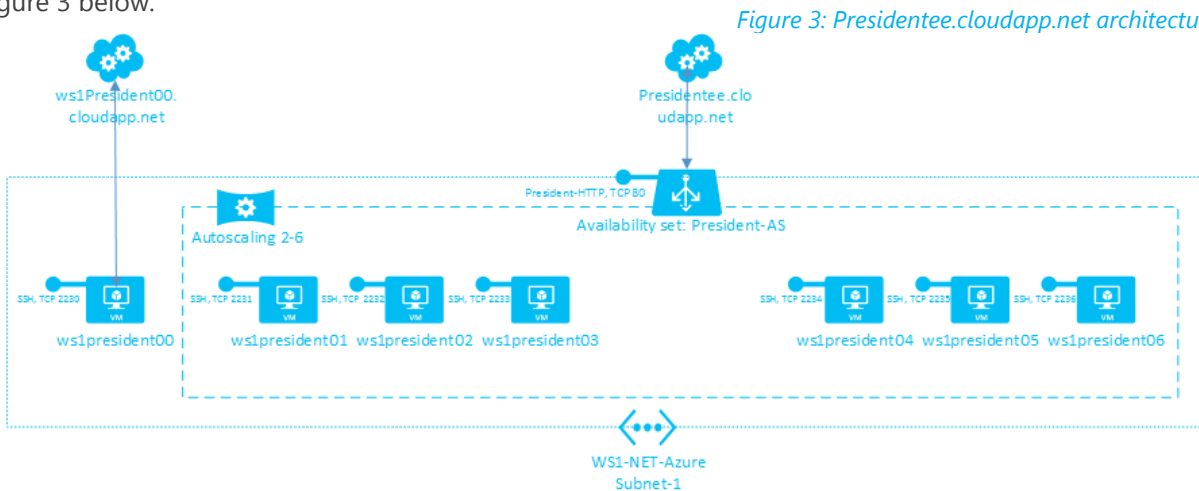 gure 3 below.
Figure 3: Presidentee.cloudapp.net architectu
ws1President00.
cloudapp.net
Presidentee.clo
udapp.net
President-HTTP, TCP 80
Autoscaling 2-6
Availability set: President-AS
SSH, TCP 2230
VM
SSH, TCP 2231
VM
SSH, TCP 2232
VM
SSH, TCP 2233
VM
SSH, TCP 2234
VM
SSH, TCP 2235
VM
SSH, TCP 2236
VM
ws1president00
ws1president01
ws1president02
ws1president03
ws1president04
ws1president05
ws1president06
WS1-NET-Azure
Subnet-1